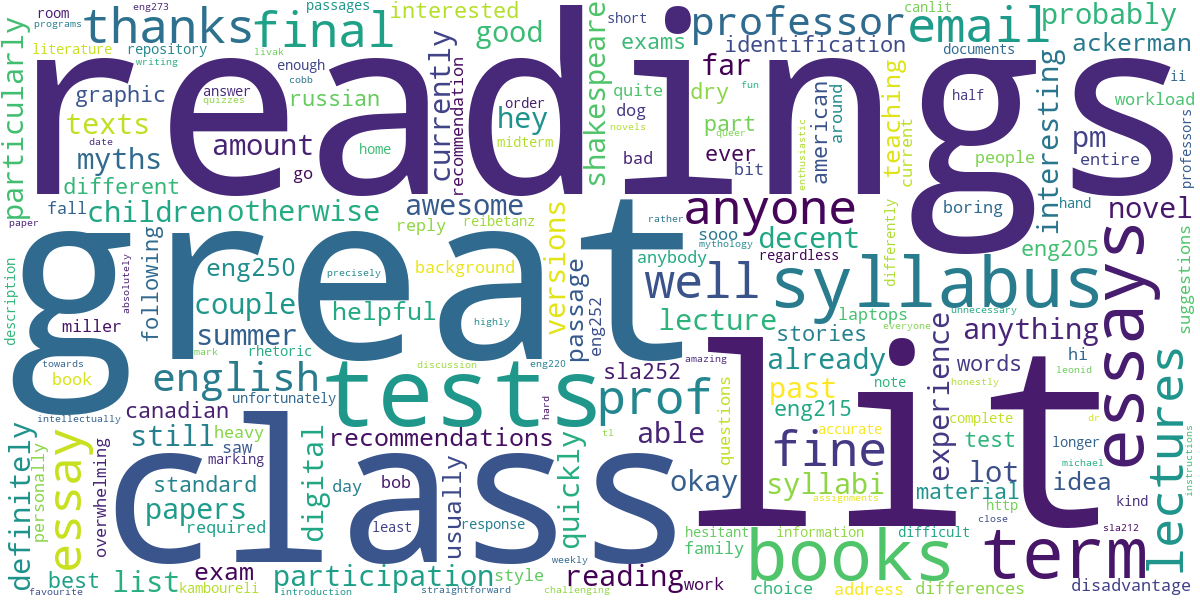 readings
great
class
lit
tests
syllabus
books
essays
term
anyone
prof
fine
well
professor
email
final
thanks
english
lectures
essay
hey
good
interested
passages
eng273
programs
room
literature
repository
writing
livak
particularly
graphic
texts
myths
different
date
answer
quizzes
enough
cobb
russian
amount
home
go
currently
recommendation
order
midterm
novels
shakespeare
exams
short
quite
dog
bad
identification
far
dry
part
queer
ever
bit
fun
enthusiastic
american
around
teaching
current
canlit
documents
half
people
boring
interesting
probably
ackerman
ii
workload
pm
entire
hand
professors
novel
paper
fall
children
otherwise
awesome
reply
reibetanz
rather
sooo
mythology
decent
regardless
anybody
differently
eng205
suggestions
description
absolutely
following
eng250
precisely
background
versions
passage
eng252
couple
helpful
highly
lecture
miller
summer
stories
laptops
everyone
unnecessary
anything
already
experience
words
hi
leonid
idea
towards
book
mark
rhetoric
discussion
eng220
sla252
amazing
past
note
honestly
intellectually
unfortunately
canadian
hard
questions
eng215
accurate
complete
dr
definitely
personally
overwhelming
still
heavy
saw
marking
recommendations
tl
able
test
longer
michael
lot
kind
instructions
standard
papers
required
digital
day
bob
least
usually
response
quickly
okay
syllabi
assignments
material
http
close
sla212
best
list
exam
kamboureli
participation
introduction
straightforward
style
weekly
challenging
reading
work
hesitant
family
information
difficult
choice
address
differences
disadvantage
favourite